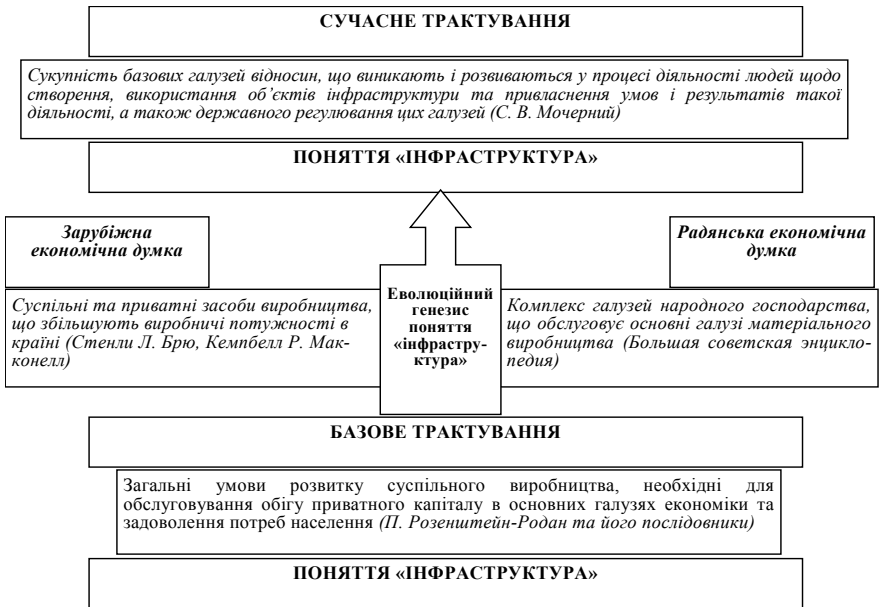 СУЧАСНЕ ТРАКТУВАННЯ
Сукупність базових галузей відносин, що виникають і розвиваються у процесі діяльності людей щодо
створення, використання об’єктів інфраструктури та привласнення умов і результатів такої
діяльності, а також державного регулювання цих галузей (С. В. Мочерний)
ПОНЯТТЯ «ІНФРАСТРУКТУРА»
Зарубіжна
економічна думка
Суспільні та приватні засоби виробництва,
що збільшують виробничі потужності в
країні (Стенли Л. Брю, Кемпбелл Р. Мак-
конелл)
Еволюційний
генезис
поняття
«інфрастру-
ктура»
Радянська економічна
думка
Комплекс галузей народного господарства,
що обслуговує основні галузі матеріального
виробництва (Большая советская энцикло-
педия)
БАЗОВЕ ТРАКТУВАННЯ
Загальні умови розвитку суспільного виробництва, необхідні для
обслуговування обігу приватного капіталу в основних галузях економіки та
задоволення потреб населення (П. Розенштейн-Родан та його послідовники)
ПОНЯТТЯ «ІНФРАСТРУКТУРА»